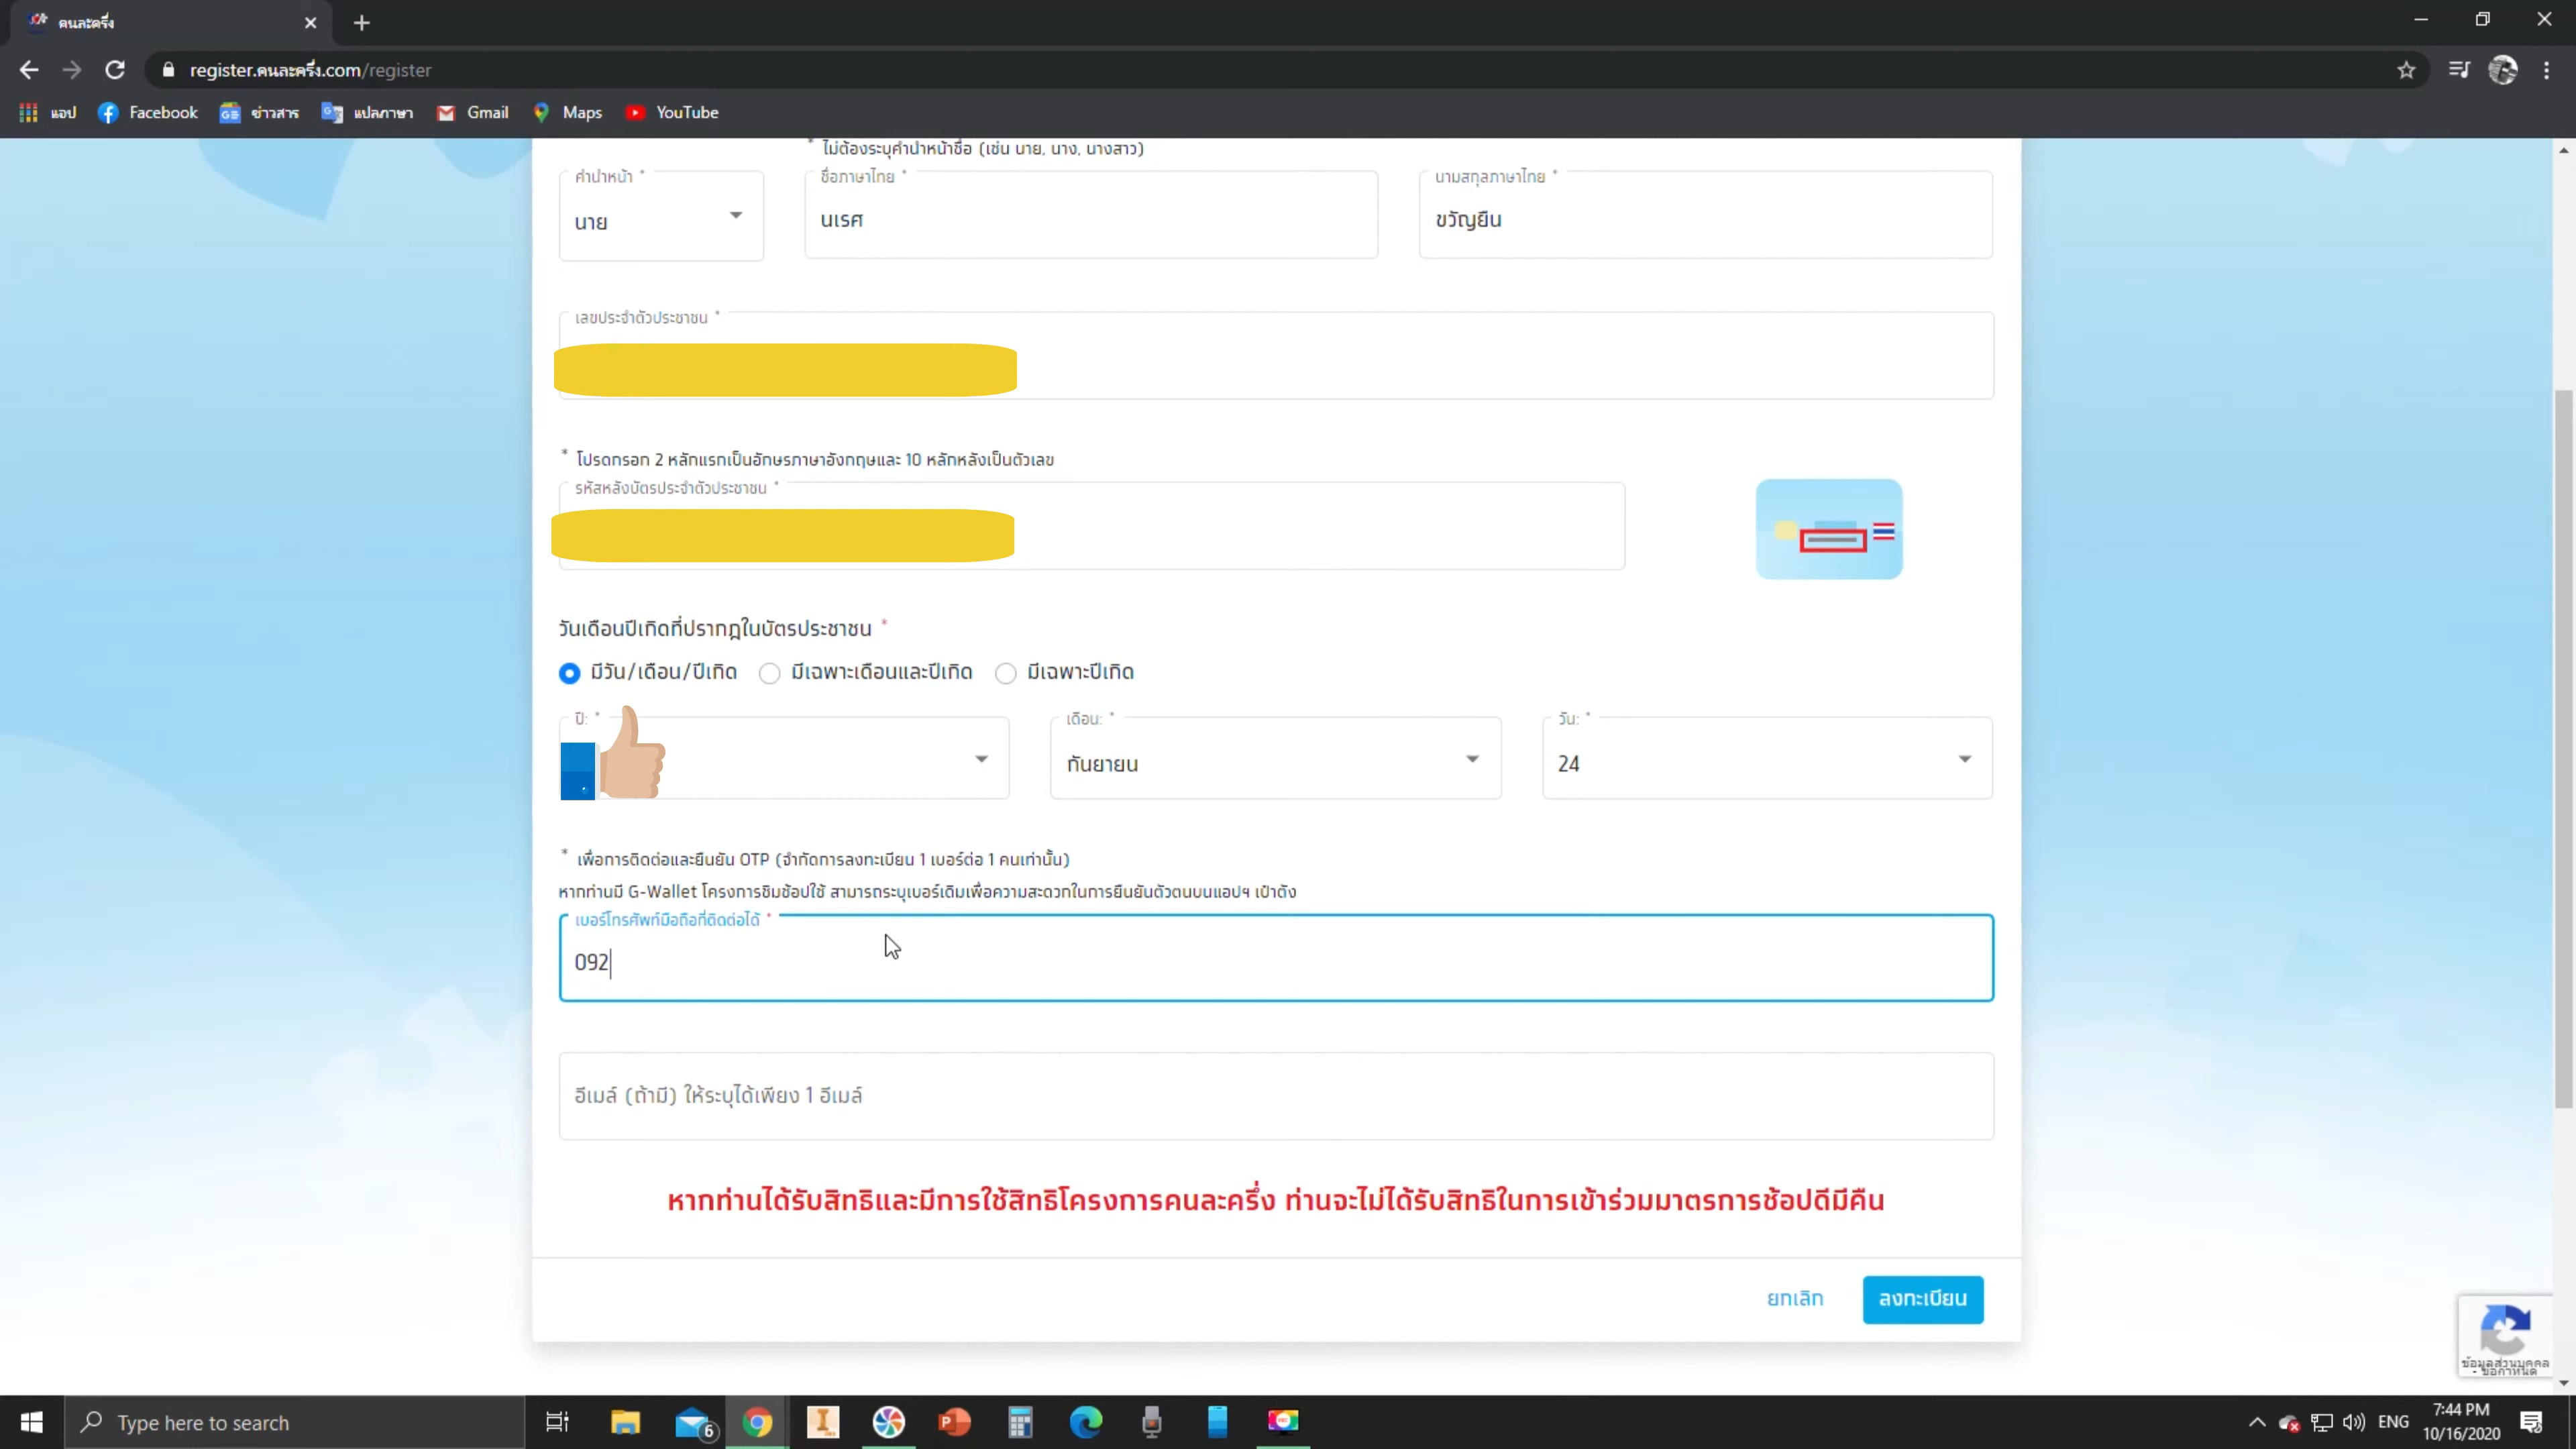 คนละครึ่ง
register.คนละครึ่ง.com/register
แอป Facebook ข่าวสาร แปลภาษา Gmail Maps YouTube
* ไม่ต้องระบุคำนำหน้าชื่อ (เช่น นาย, นาง, นางสาว)
คำนำหน้า * ชื่อภาษาไทย * นามสกุลภาษาไทย *
นาย นเรศ ขวัญยืน
เลขประจำตัวประชาชน *
* โปรดกรอก 2 หลักแรกเป็นอักษรภาษาอังกฤษและ 10 หลักหลังเป็นตัวเลข
รหัสหลังบัตรประจำตัวประชาชน *
วันเดือนปีเกิดที่ปรากฎในบัตรประชาชน *
มีวัน/เดือน/ปีเกิด มีเฉพาะเดือนและปีเกิด มีเฉพาะปีเกิด
ปี: * เดือน: * วัน: *
กันยายน 24
* เพื่อการติดต่อและยืนยัน OTP (จำกัดการลงทะเบียน 1 เบอร์ต่อ 1 คนเท่านั้น)
หากท่านมี G-Wallet โครงการชิมช้อปใช้ สามารถระบุเบอร์เดิมเพื่อความสะดวกในการยืนยันตัวตนบนแอปฯ เป๋าตัง
เบอร์โทรศัพท์มือถือที่ติดต่อได้ *
092
อีเมล์ (ถ้ามี) ให้ระบุได้เพียง 1 อีเมล์
หากท่านได้รับสิทธิและมีการใช้สิทธิโครงการคนละครึ่ง ท่านจะไม่ได้รับสิทธิในการเข้าร่วมมาตรการช้อปดีมีคืน
ยกเลิก ลงทะเบียน
ข้อมูลส่วนบุคคล
- ข้อกำหนด
Type here to search 6 ENG 7:44 PM
10/16/2020